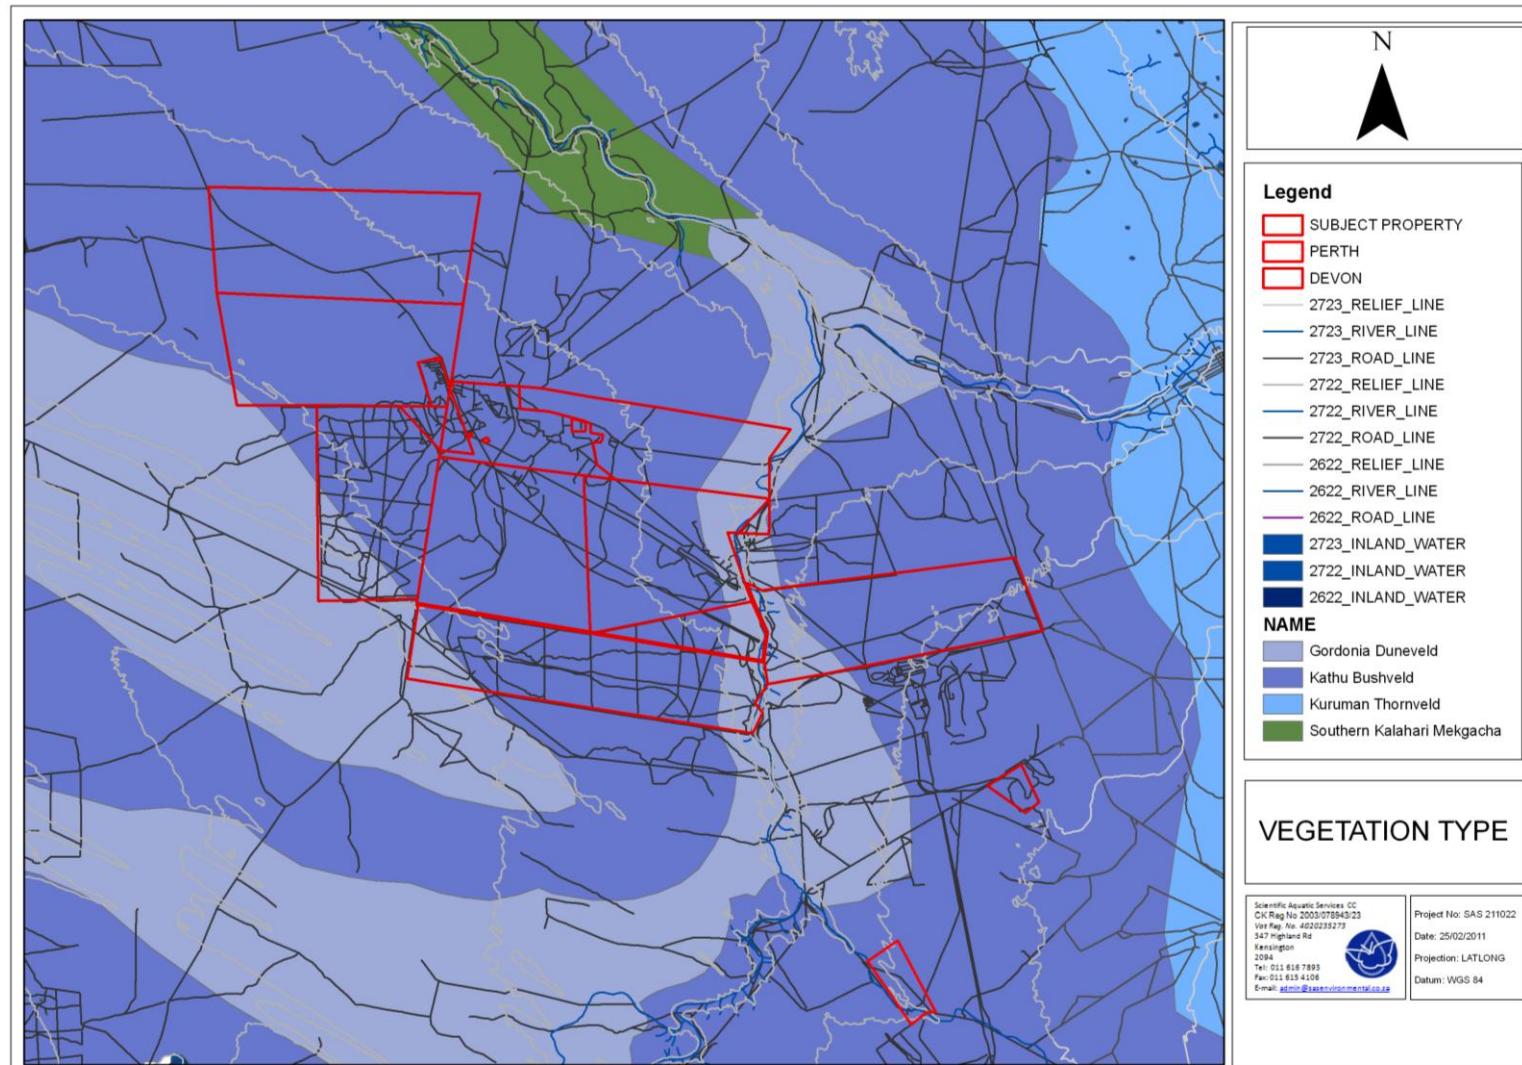 N
Legend
SUBJECT PROPERTY
PERTH
DEVON
2723_RELIEF_LINE
2723_RIVER_LINE
2723_ROAD_LINE
2722_RELIEF_LINE
2722_RIVER_LINE
2722_ROAD_LINE
2622_RELIEF_LINE
2622_RIVER_LINE
2622_ROAD_LINE
2723_INLAND_WATER
2722_INLAND_WATER
2622_INLAND_WATER
NAME
Gordonia Duneveld
Kathu Bushveld
Kuruman Thornveld
Southern Kalahari Mekgacha
VEGETATION TYPE
Scientific Aquatic Services CC
CK Reg No 2003/078943/23
Vat Reg. No. 4020235273
347 Highland Rd
Kensington
2094
Tel: 011 616 7893
Fax: 011 615 4106
E-mail: admin@sasenvironmental.co.za
Project No: SAS 211022
Date: 25/02/2011
Projection: LATLONG
Datum: WGS 84